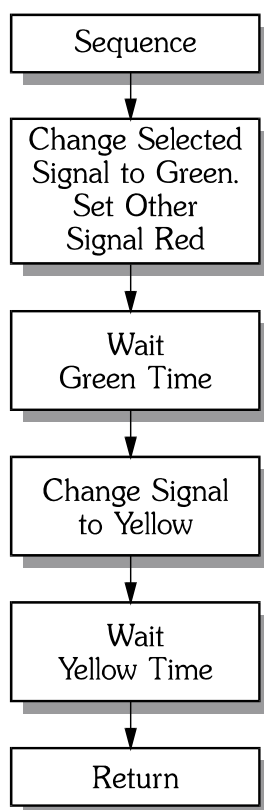 Sequence
Change Selected
Signal to Green.
Set Other
Signal Red
Wait
Green Time
Change Signal
to Yellow
Wait
Yellow Time
Return